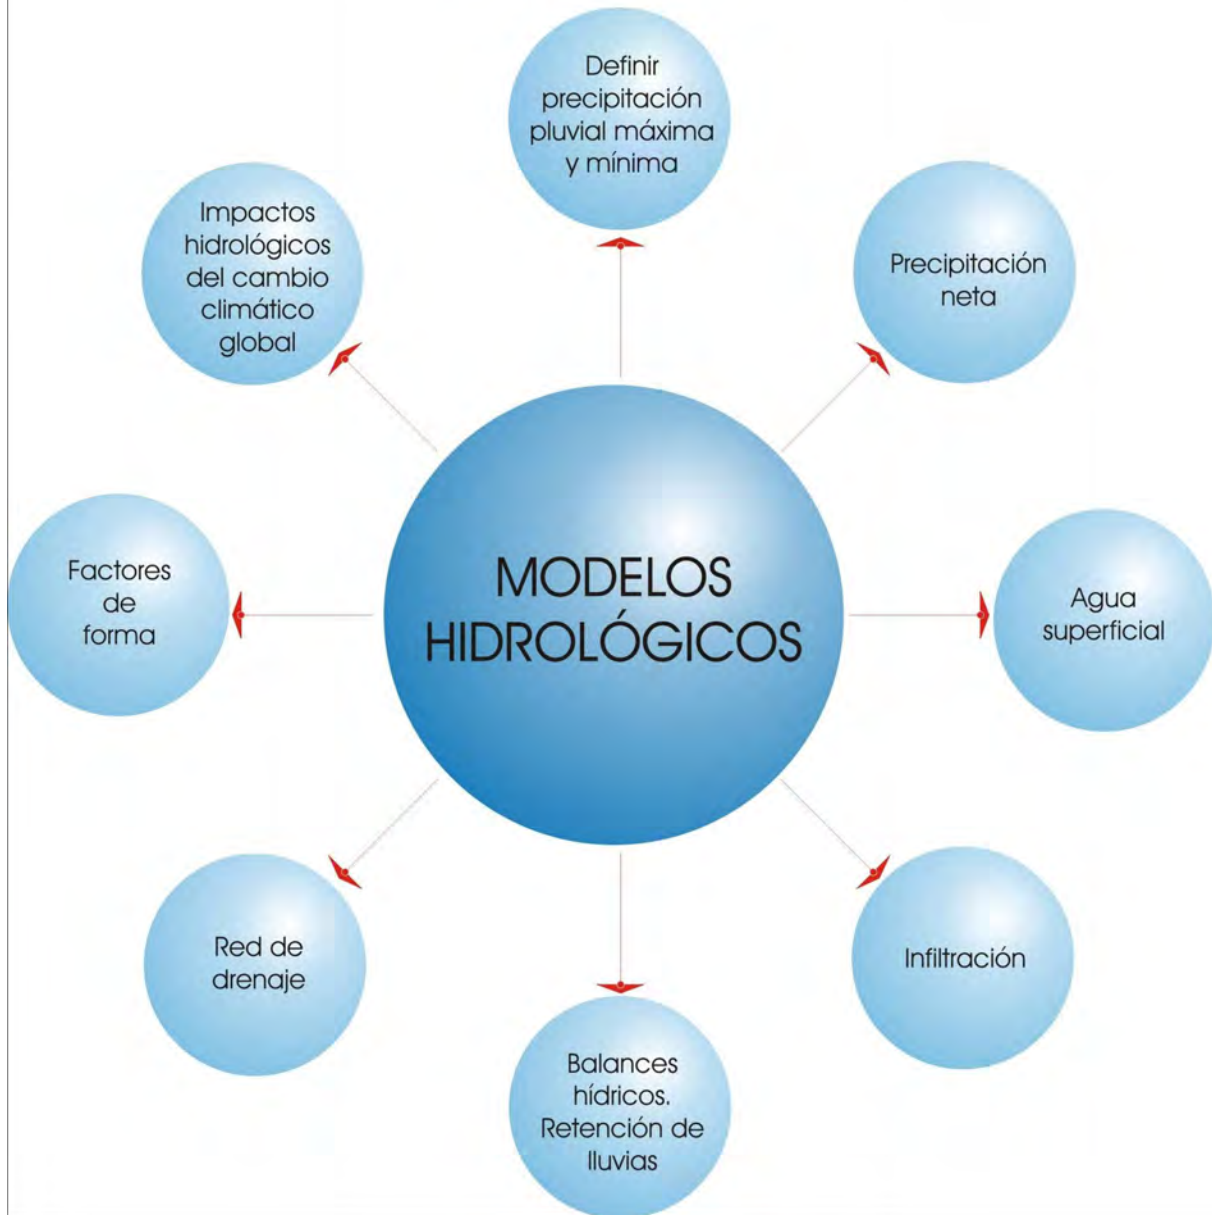 Definir
precipitación
pluvial máxima
y mínima
Impactos
hidrológicos
del cambio
climático
global
Precipitación
neta
Factores
de
forma
MODELOS
HIDROLÓGICOS
Agua
superficial
Red de
drenaje
Infiltración
Balances
hídricos.
Retención de
lluvias